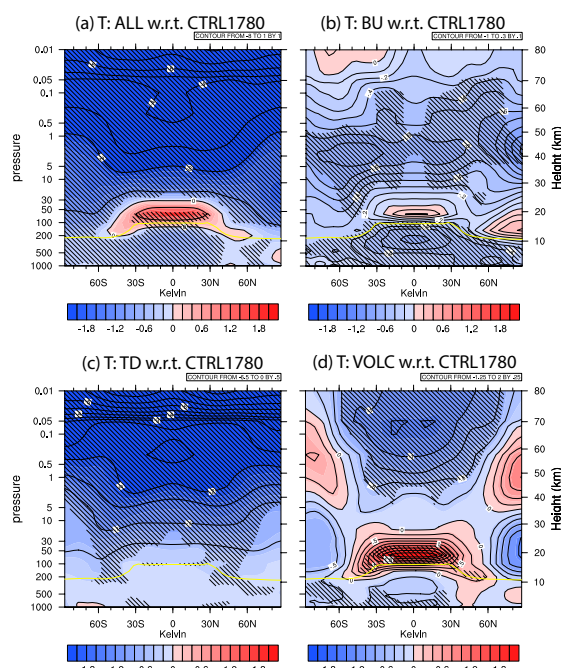 (a) T: ALL w.r.t. CTRL1780
(b) T: BU w.r.t. CTRL1780
CONTOUR FROM -8 TO 1 BY 1
CONTOUR FROM -1 TO .3 BY .1
pressure
0.01
0.05
0.1
0.5
1
5
10
30
50
100
200
500
1000
80
70
60
50
40
30
20
10
Height (km)
60S 30S 0 30N 60N
60S 30S 0 30N 60N
Kelvin
Kelvin
-1.8 -1.2 -0.6 0 0.6 1.2 1.8
-1.8 -1.2 -0.6 0 0.6 1.2 1.8
(c) T: TD w.r.t. CTRL1780
(d) T: VOLC w.r.t. CTRL1780
CONTOUR FROM -6.5 TO 0 BY .5
CONTOUR FROM -1.25 TO 2 BY .25
pressure
0.01
0.05
0.1
0.5
1
5
10
30
50
100
200
500
1000
80
70
60
50
40
30
20
10
Height (km)
60S 30S 0 30N 60N
60S 30S 0 30N 60N
Kelvin
Kelvin